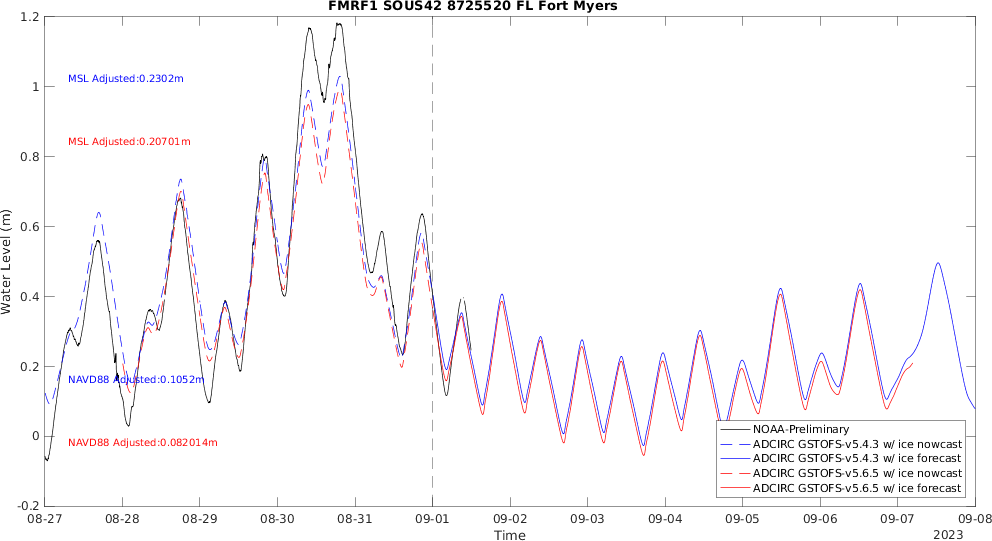 FMRF1 SOUS42 8725520 FL Fort Myers
Water Level (m)
1.2
1
0.8
0.6
0.4
0.2
0
-0.2
MSL Adjusted:0.2302m
MSL Adjusted:0.20701m
NAVD88 Adjusted:0.1052m
NAVD88 Adjusted:0.082014m
NOAA-Preliminary
ADCIRC GSTOFS-v5.4.3 w/ ice nowcast
ADCIRC GSTOFS-v5.4.3 w/ ice forecast
ADCIRC GSTOFS-v5.6.5 w/ ice nowcast
ADCIRC GSTOFS-v5.6.5 w/ ice forecast
08-27 08-28 08-29 08-30 08-31 09-01 09-02 09-03 09-04 09-05 09-06 09-07 09-08
Time
2023